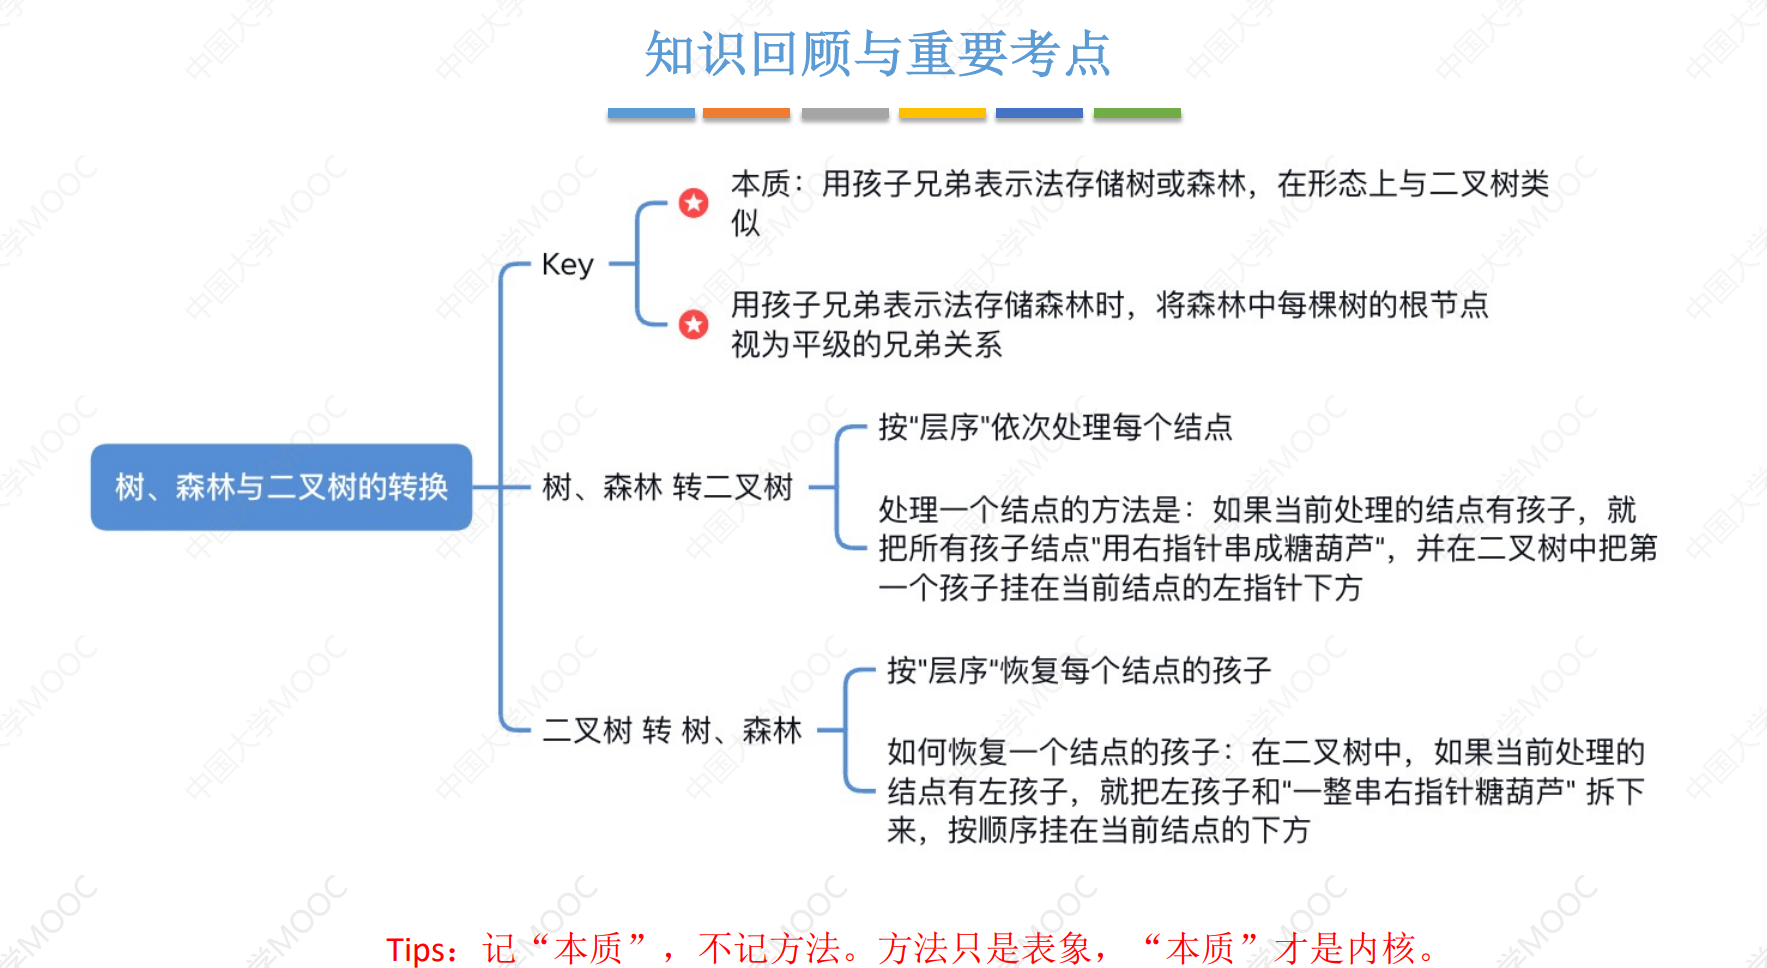 知识回顾与重要考点
本质：用孩子兄弟表示法存储树或森林，在形态上与二叉树类
似
Key
用孩子兄弟表示法存储森林时，将森林中每棵树的根节点
视为平级的兄弟关系
按"层序"依次处理每个结点
树、森林与二叉树的转换
树、森林 转二叉树
处理一个结点的方法是：如果当前处理的结点有孩子，就
把所有孩子结点"用右指针串成糖葫芦"，并在二叉树中把第
一个孩子挂在当前结点的左指针下方
按"层序"恢复每个结点的孩子
二叉树 转 树、森林
如何恢复一个结点的孩子：在二叉树中，如果当前处理的
结点有左孩子，就把左孩子和"一整串右指针糖葫芦" 拆下
来，按顺序挂在当前结点的下方
Tips：记“本质”，不记方法。方法只是表象，“本质”才是内核。
中国大学MOOC